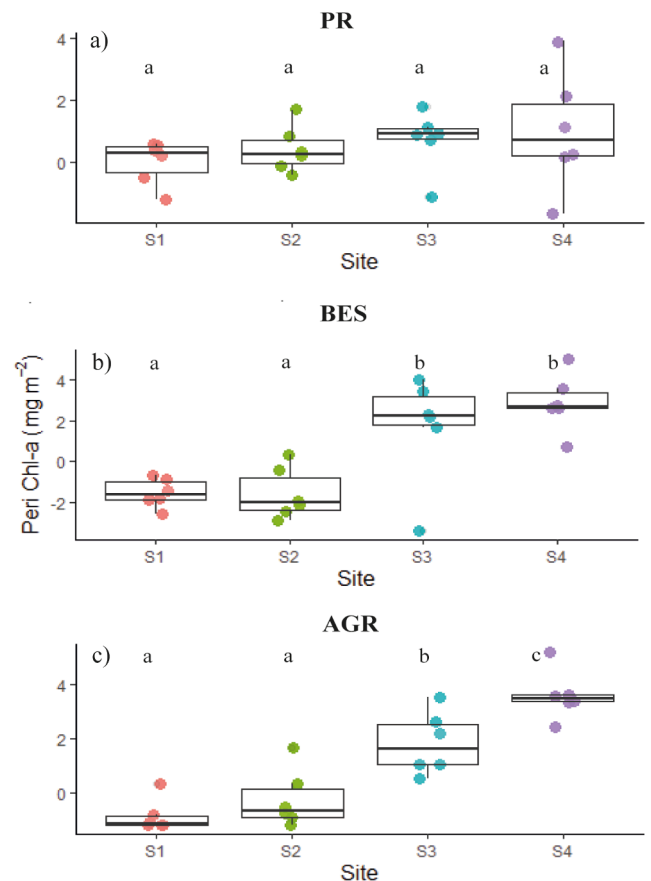 PR
a)
a a a a
4
2
0
S1 S2 S3 S4
Site
BES
b)
a a b b
4
2
0
-2
S1 S2 S3 S4
Site
Peri Chl-a (mg m⁻²)
AGR
c)
a a b c
4
2
0
S1 S2 S3 S4
Site